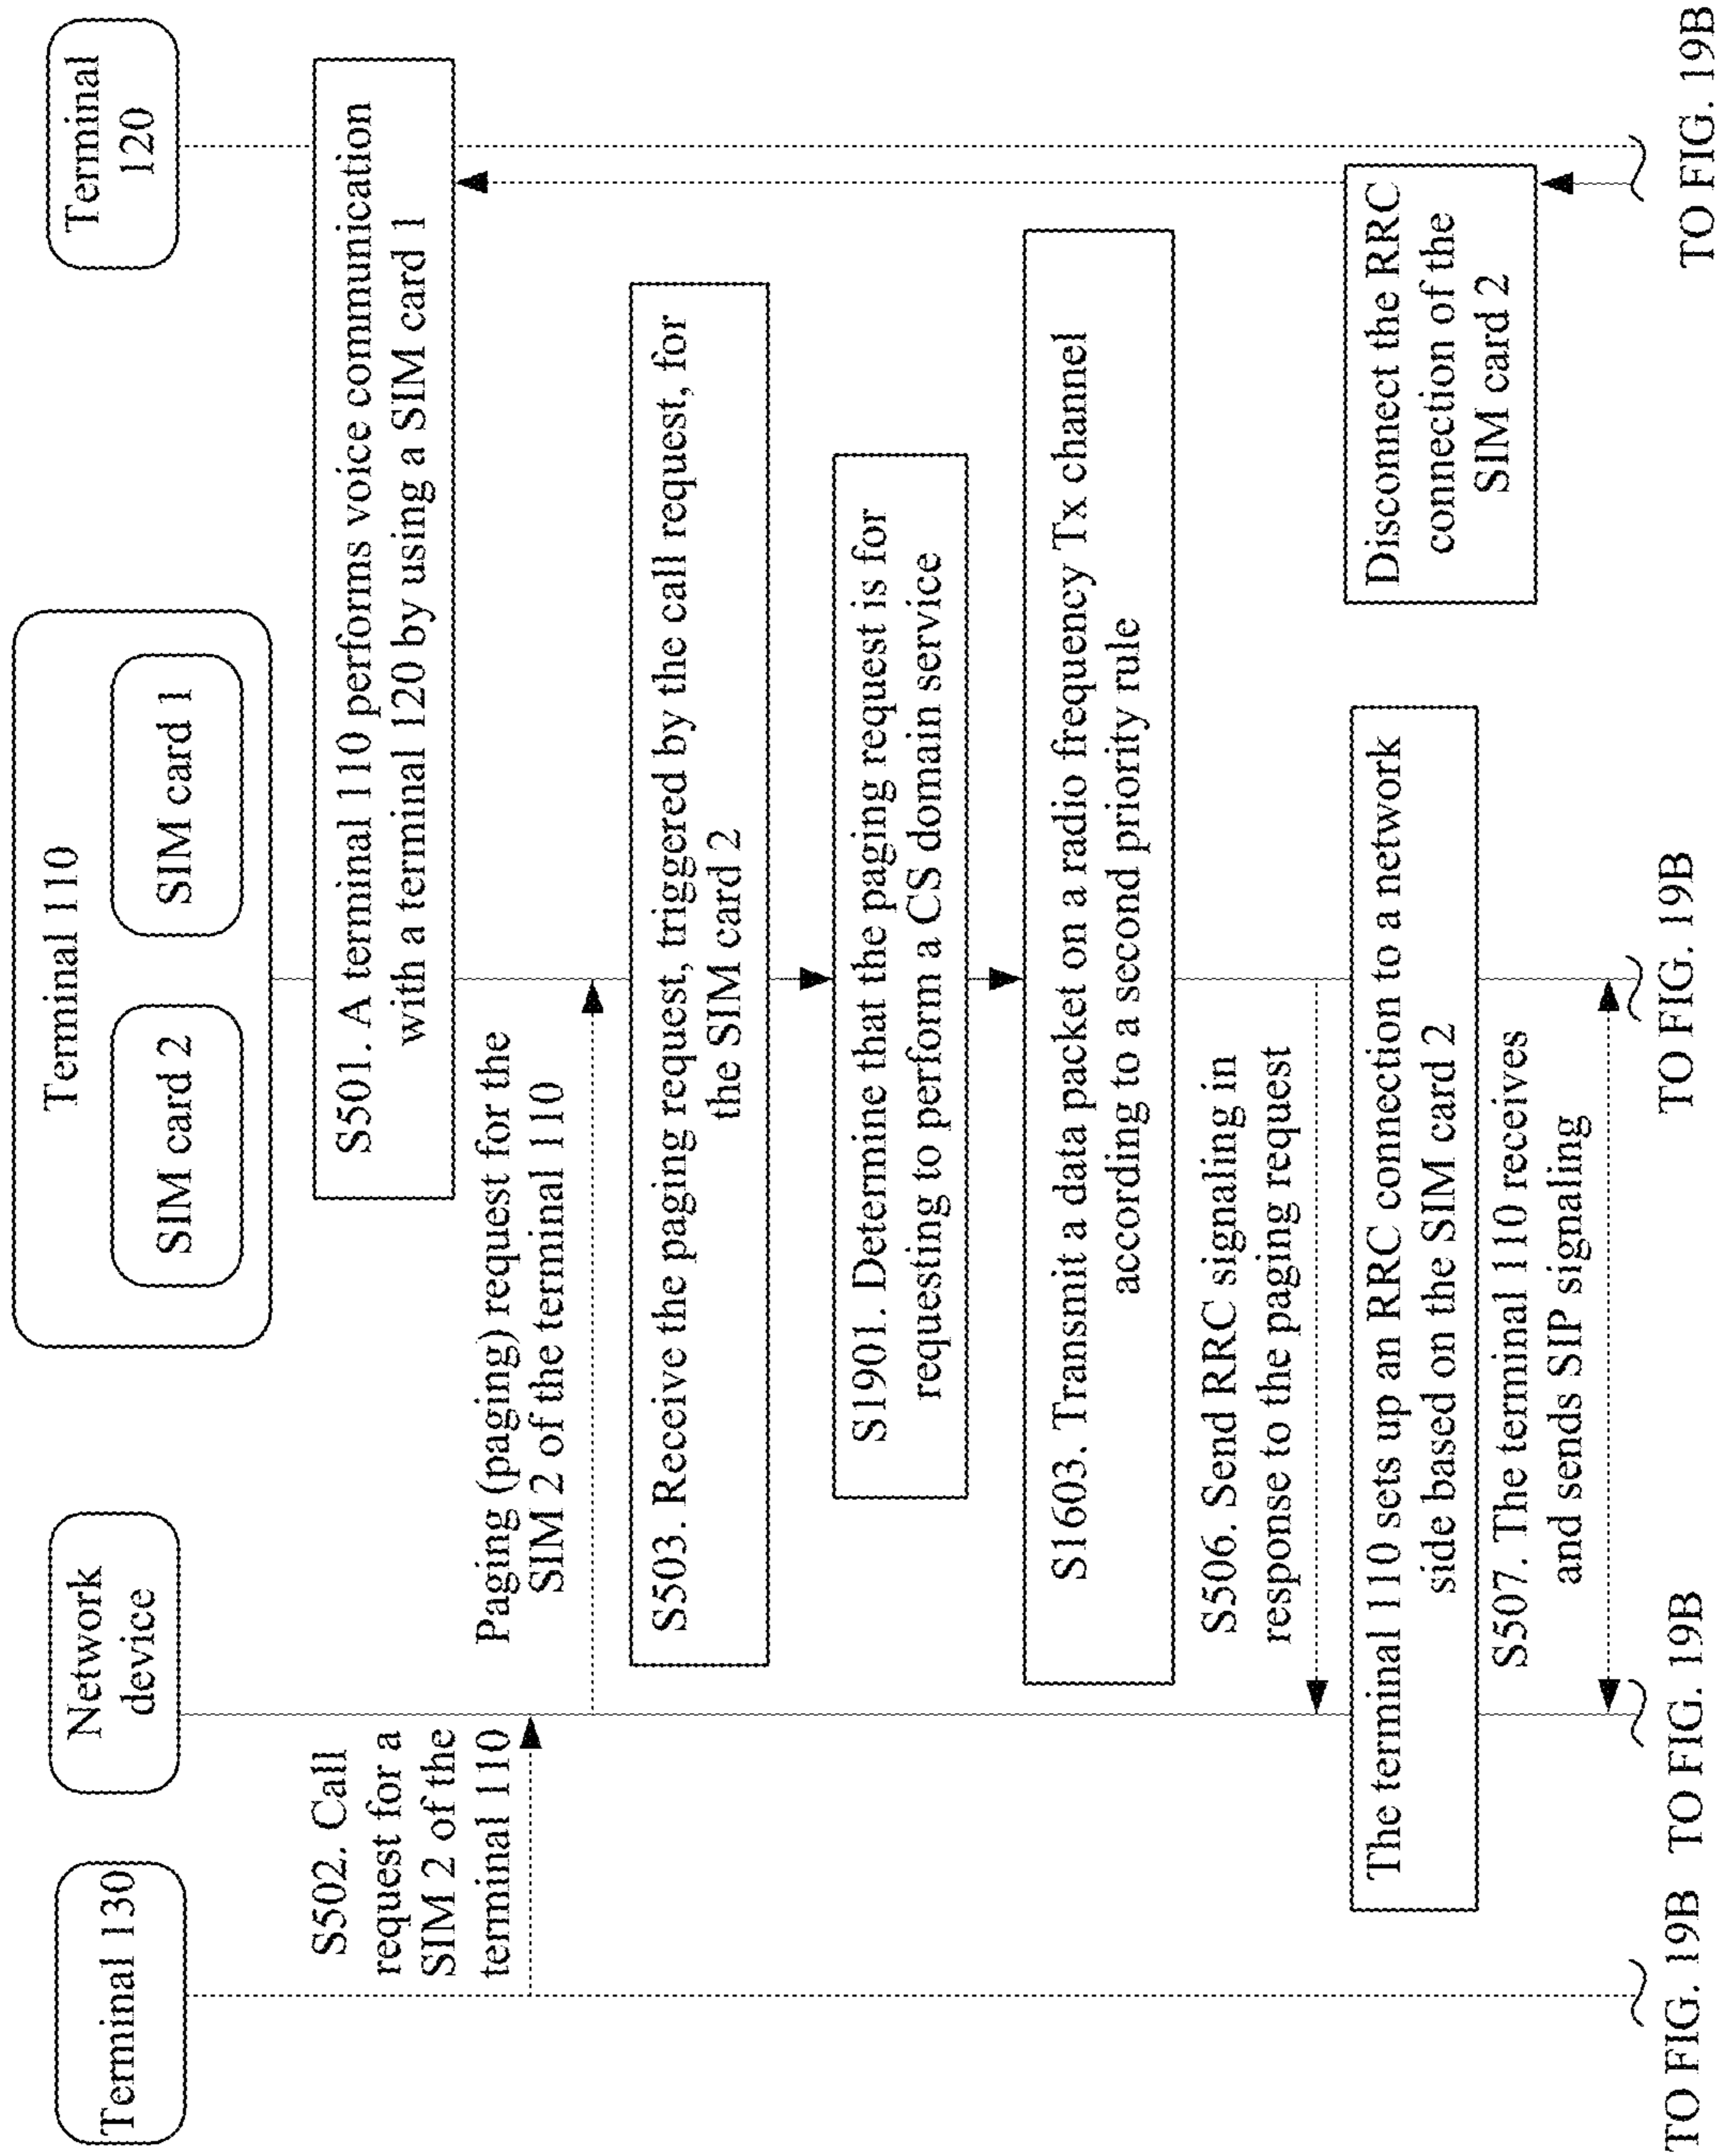 Terminal 130
Network
device
Terminal 110
SIM card 2
SIM card 1
Terminal
120
S501. A terminal 110 performs voice communication
with a terminal 120 by using a SIM card 1
S502. Call
request for a
SIM 2 of the
terminal 110
Paging (paging) request for the
SIM 2 of the terminal 110
S503. Receive the paging request, triggered by the call request, for
the SIM card 2
S1901. Determine that the paging request is for
requesting to perform a CS domain service
S1603. Transmit a data packet on a radio frequency Tx channel
according to a second priority rule
S506. Send RRC signaling in
response to the paging request
The terminal 110 sets up an RRC connection to a network
side based on the SIM card 2
Disconnect the RRC
connection of the
SIM card 2
S507. The terminal 110 receives
and sends SIP signaling
TO FIG. 19B
TO FIG. 19B
TO FIG. 19B
TO FIG. 19B